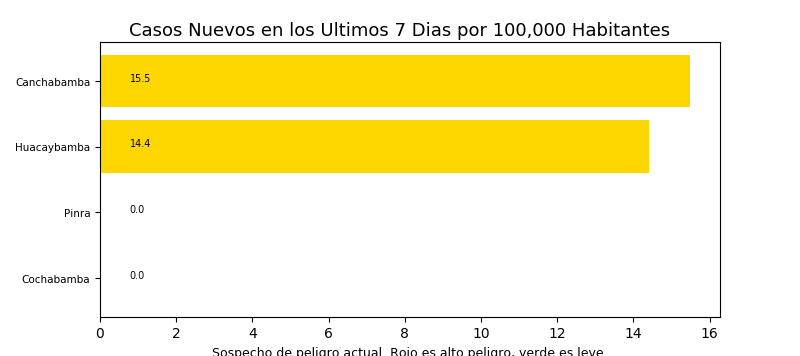 Casos Nuevos en los Ultimos 7 Dias por 100,000 Habitantes
Canchabamba
15.5
Huacaybamba
14.4
Pinra
0.0
Cochabamba
0.0
0 2 4 6 8 10 12 14 16
Sospecho de peligro actual. Rojo es alto peligro, verde es leve